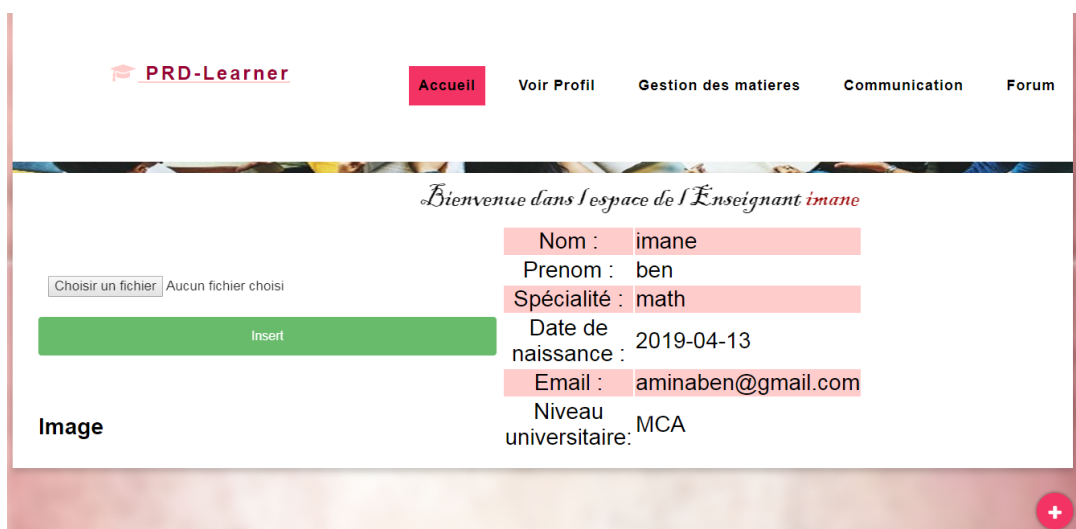 PRD-Learner
Accueil Voir Profil Gestion des matieres Communication Forum
Bienvenue dans l espace de l Enseignant imane
Nom : imane
Prenom : ben
Choisir un fichier Aucun fichier choisi
Spécialité : math
Insert
Date de
naissance : 2019-04-13
Email : aminaben@gmail.com
Image
Niveau
universitaire: MCA
+